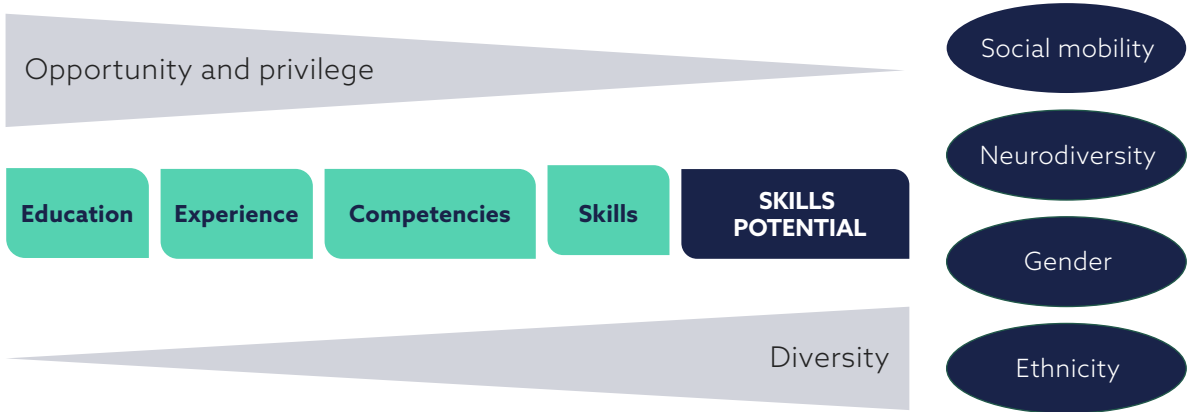 Opportunity and privilege
Education
Experience
Competencies
Skills
SKILLS
POTENTIAL
Diversity
Social mobility
Neurodiversity
Gender
Ethnicity